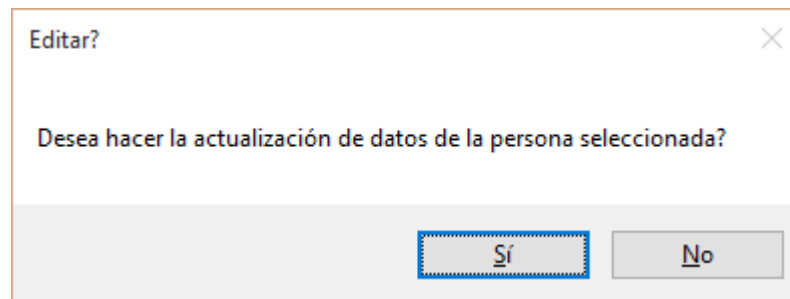 Editar?
Desea hacer la actualización de datos de la persona seleccionada?
Sí
No